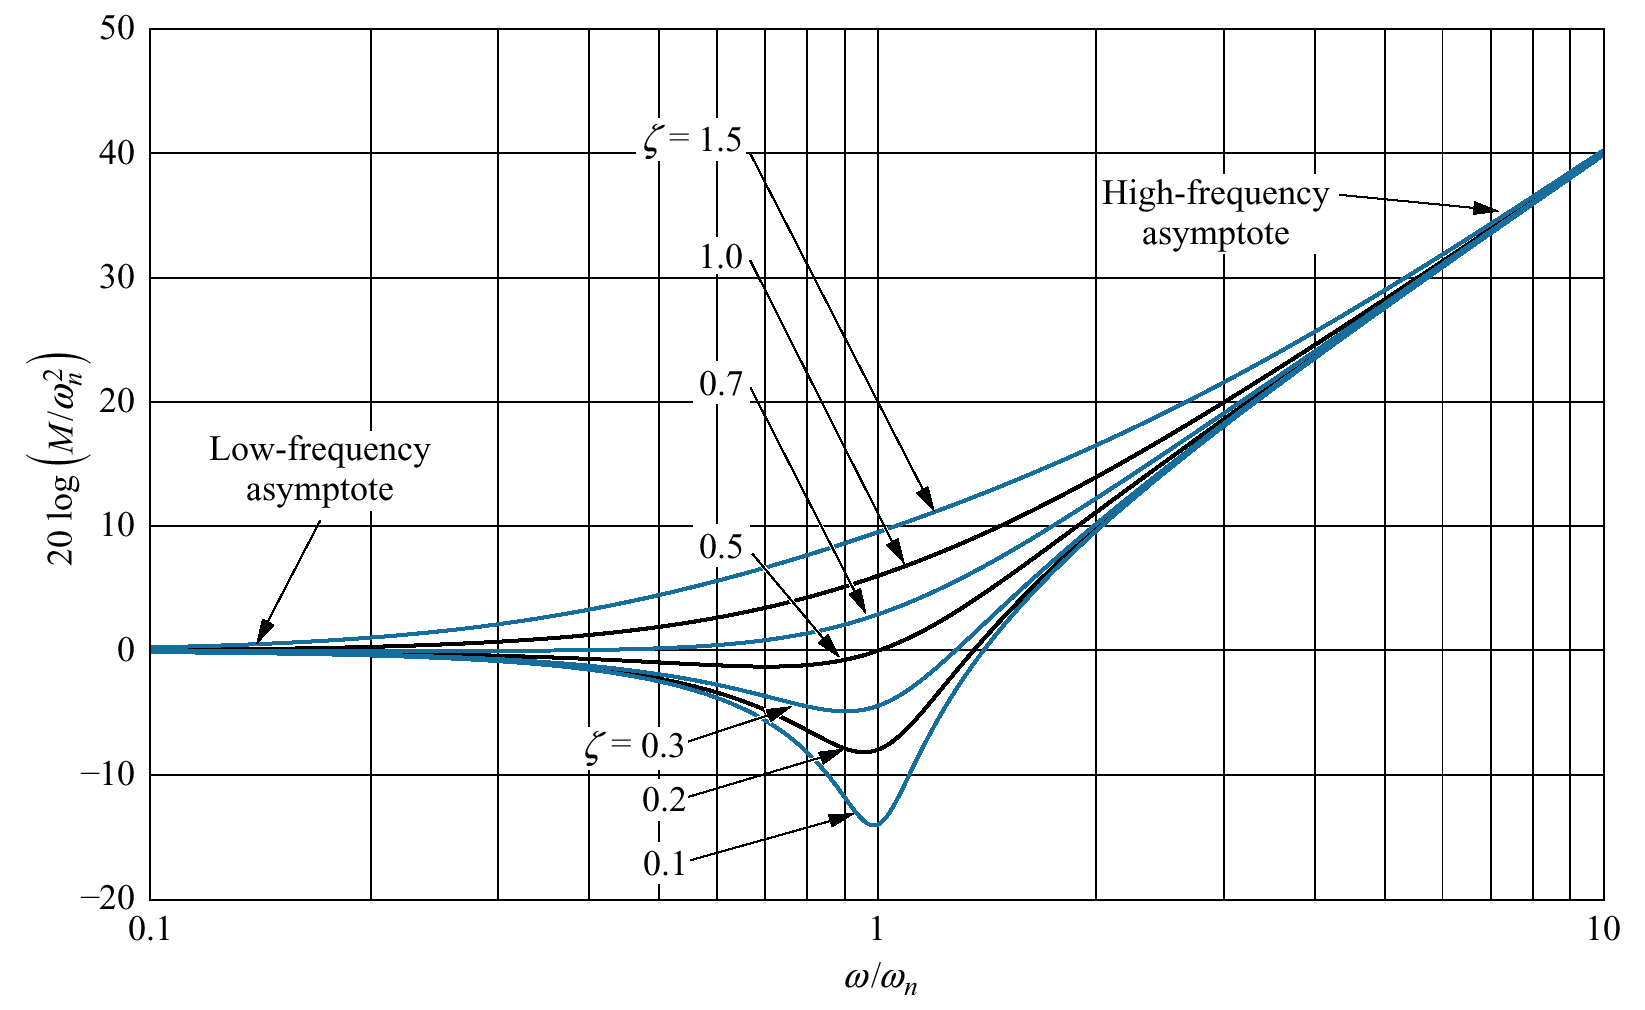 50
40
30
20
10
0
−10
−20
20 log (M/ω²ₙ)
ζ = 1.5
1.0
0.7
0.5
High-frequency
asymptote
Low-frequency
asymptote
ζ = 0.3
0.2
0.1
0.1
1
10
ω/ωₙ